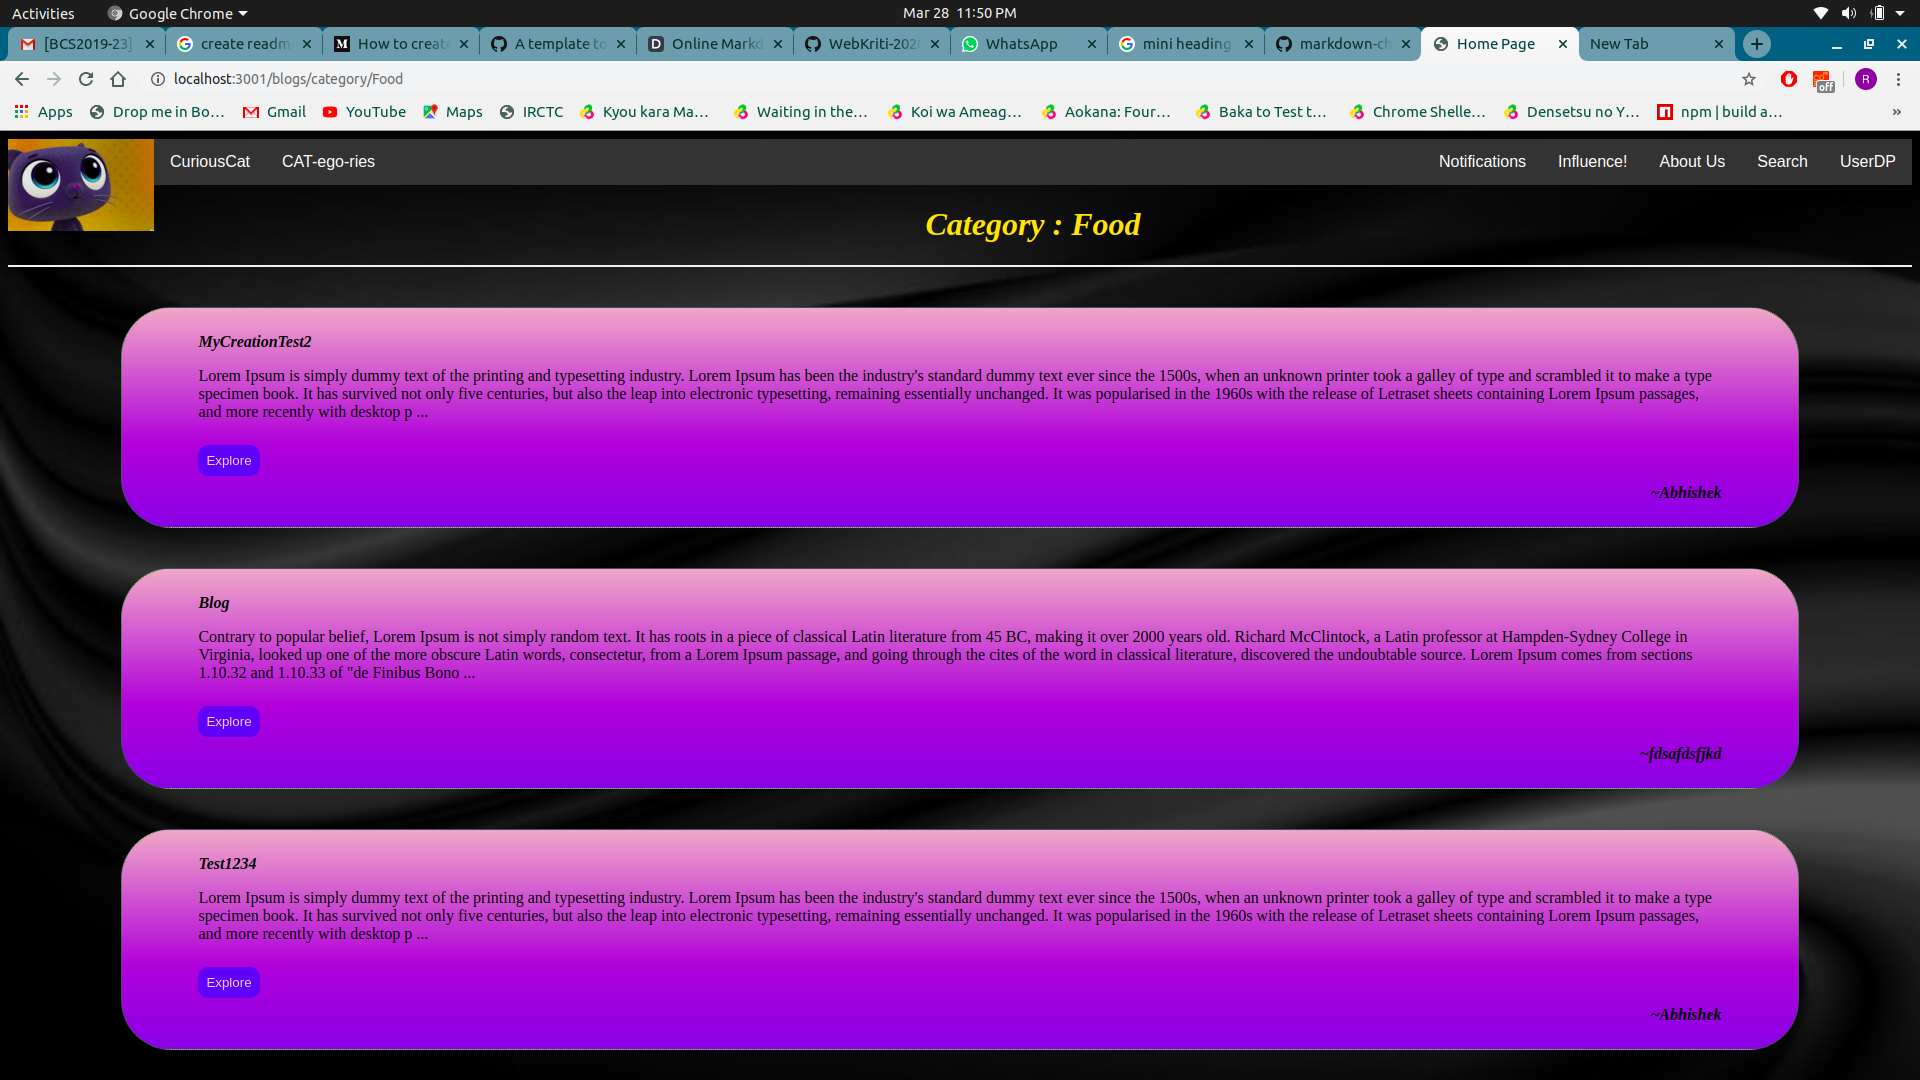 Activities
Google Chrome
Mar 28 11:50 PM
[BCS2019-23]
create readm
How to create
A template to
Online Markd
WebKriti-202
WhatsApp
mini heading
markdown-ch
Home Page
New Tab
localhost:3001/blogs/category/Food
off
R
Apps
Drop me in Bo…
Gmail
YouTube
Maps
IRCTC
Kyou kara Ma…
Waiting in the…
Koi wa Ameag…
Aokana: Four…
Baka to Test t…
Chrome Shelle…
Densetsu no Y…
npm | build a…
»
CuriousCat
CAT-ego-ries
Notifications
Influence!
About Us
Search
UserDP
Category : Food
MyCreationTest2
Lorem Ipsum is simply dummy text of the printing and typesetting industry. Lorem Ipsum has been the industry's standard dummy text ever since the 1500s, when an unknown printer took a galley of type and scrambled it to make a type
specimen book. It has survived not only five centuries, but also the leap into electronic typesetting, remaining essentially unchanged. It was popularised in the 1960s with the release of Letraset sheets containing Lorem Ipsum passages,
and more recently with desktop p ...
Explore
~Abhishek
Blog
Contrary to popular belief, Lorem Ipsum is not simply random text. It has roots in a piece of classical Latin literature from 45 BC, making it over 2000 years old. Richard McClintock, a Latin professor at Hampden-Sydney College in
Virginia, looked up one of the more obscure Latin words, consectetur, from a Lorem Ipsum passage, and going through the cites of the word in classical literature, discovered the undoubtable source. Lorem Ipsum comes from sections
1.10.32 and 1.10.33 of "de Finibus Bono ...
Explore
~fdsafdsfjkd
Test1234
Lorem Ipsum is simply dummy text of the printing and typesetting industry. Lorem Ipsum has been the industry's standard dummy text ever since the 1500s, when an unknown printer took a galley of type and scrambled it to make a type
specimen book. It has survived not only five centuries, but also the leap into electronic typesetting, remaining essentially unchanged. It was popularised in the 1960s with the release of Letraset sheets containing Lorem Ipsum passages,
and more recently with desktop p ...
Explore
~Abhishek